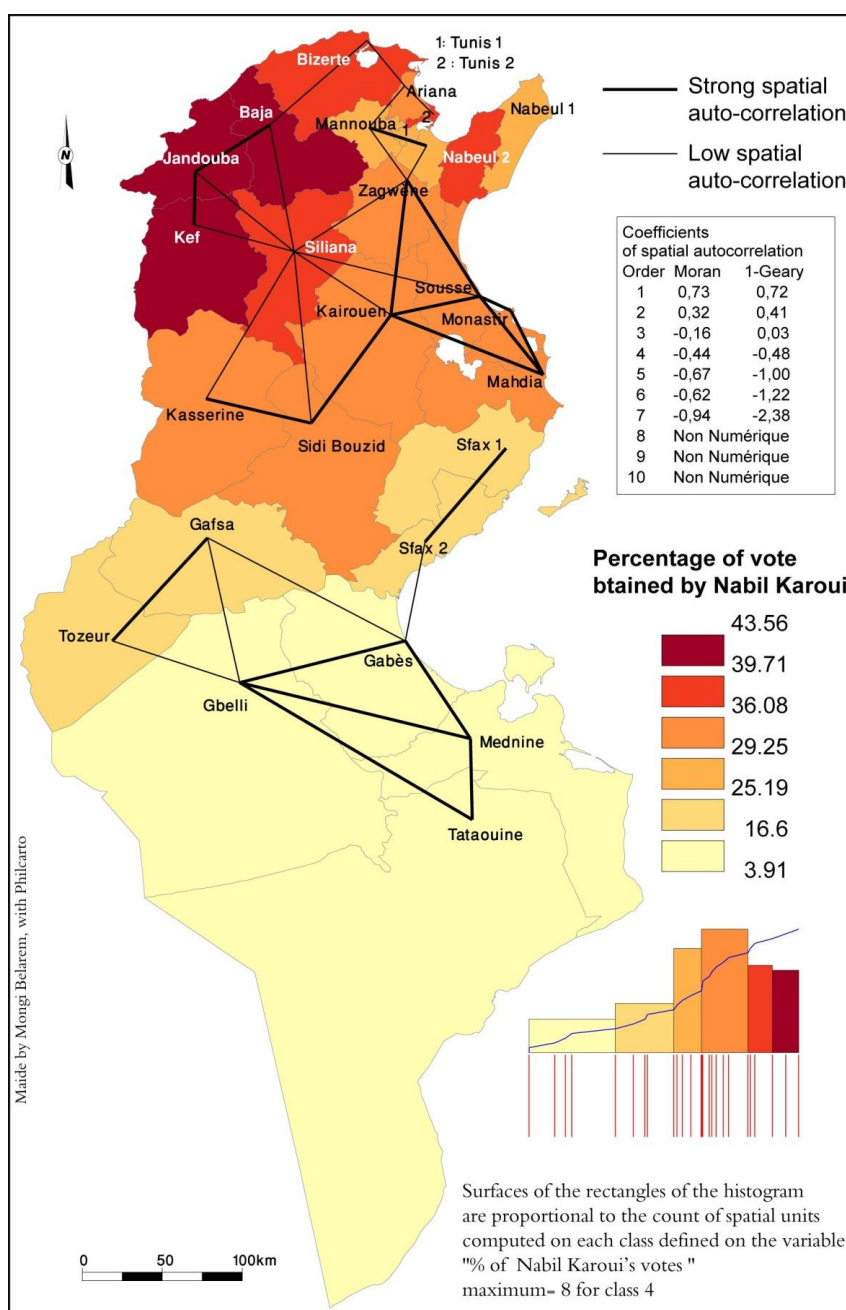 1: Tunis 1
2 : Tunis 2
Bizerte
Ariana
Nabeul 1
Baja
Mannouba 1
2
Jandouba
Nabeul 2
Zagwène
Kef
Siliana
Sousse
Kairouen
Monastir
Mahdia
Kasserine
Sidi Bouzid
Sfax 1
Gafsa
Sfax 2
Tozeur
Gabès
Gbelli
Mednine
Tataouine
N
Strong spatial
auto-correlation
Low spatial
auto-correlation
Coefficients
of spatial autocorrelation
Order Moran 1-Geary
1 0,73 0,72
2 0,32 0,41
3 -0,16 0,03
4 -0,44 -0,48
5 -0,67 -1,00
6 -0,62 -1,22
7 -0,94 -2,38
8 Non Numérique
9 Non Numérique
10 Non Numérique
Percentage of vote
btained by Nabil Karoui
43.56
39.71
36.08
29.25
25.19
16.6
3.91
Maide by Mongi Belarem, with Philcarto
0 50 100km
Surfaces of the rectangles of the histogram
are proportional to the count of spatial units
computed on each class defined on the variable
"% of Nabil Karoui's votes "
maximum= 8 for class 4